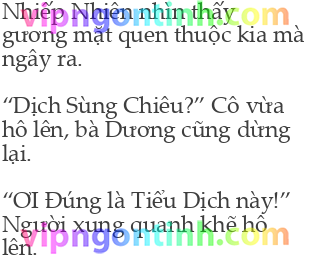 Nhiếp Nhiên nhìn thấy
vipngontinh.com
gương mặt quen thuộc kia mà
ngây ra.
“Dịch Sùng Chiêu?” Cô vừa
hô lên, bà Dương cũng dừng
lại.
“ƠI Đúng là Tiểu Dịch này!”
Người xung quanh khẽ hô
vipngontinh.com
lên.